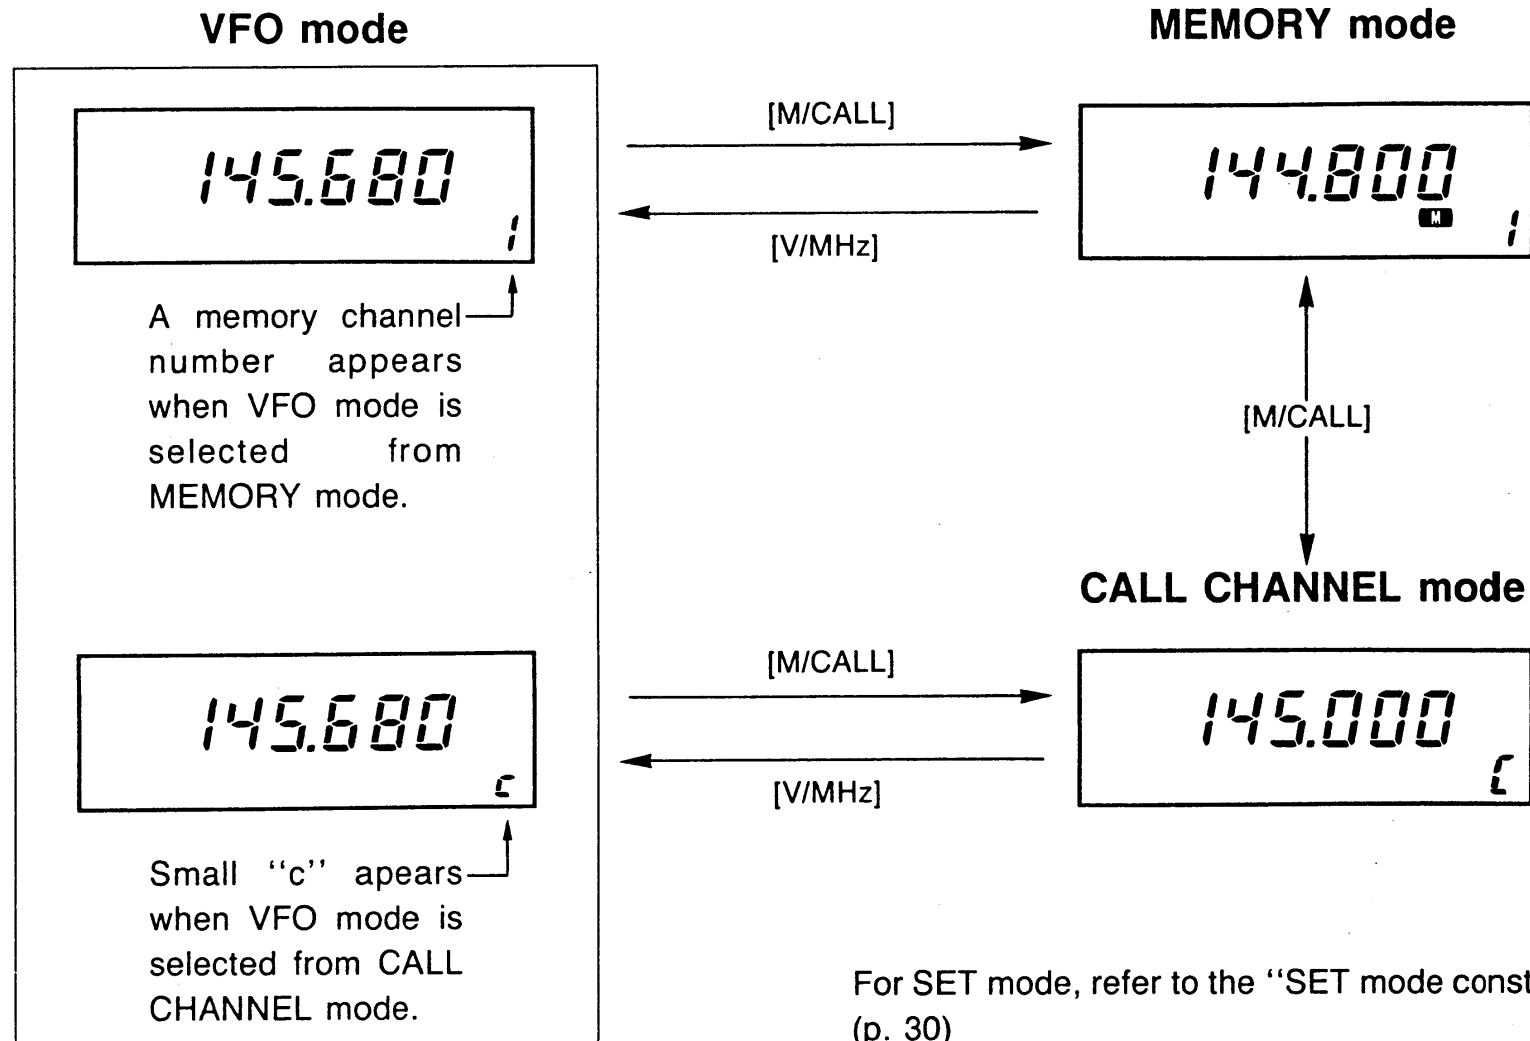 VFO mode
MEMORY mode
145.680
1
[M/CALL]
[V/MHz]
144.800
M
1
A memory channel
number appears
when VFO mode is
selected from
MEMORY mode.
[M/CALL]
CALL CHANNEL mode
145.680
c
[M/CALL]
[V/MHz]
145.000
C
Small ‘‘c’’ apears
when VFO mode is
selected from CALL
CHANNEL mode.
For SET mode, refer to the ‘‘SET mode const
(p. 30)